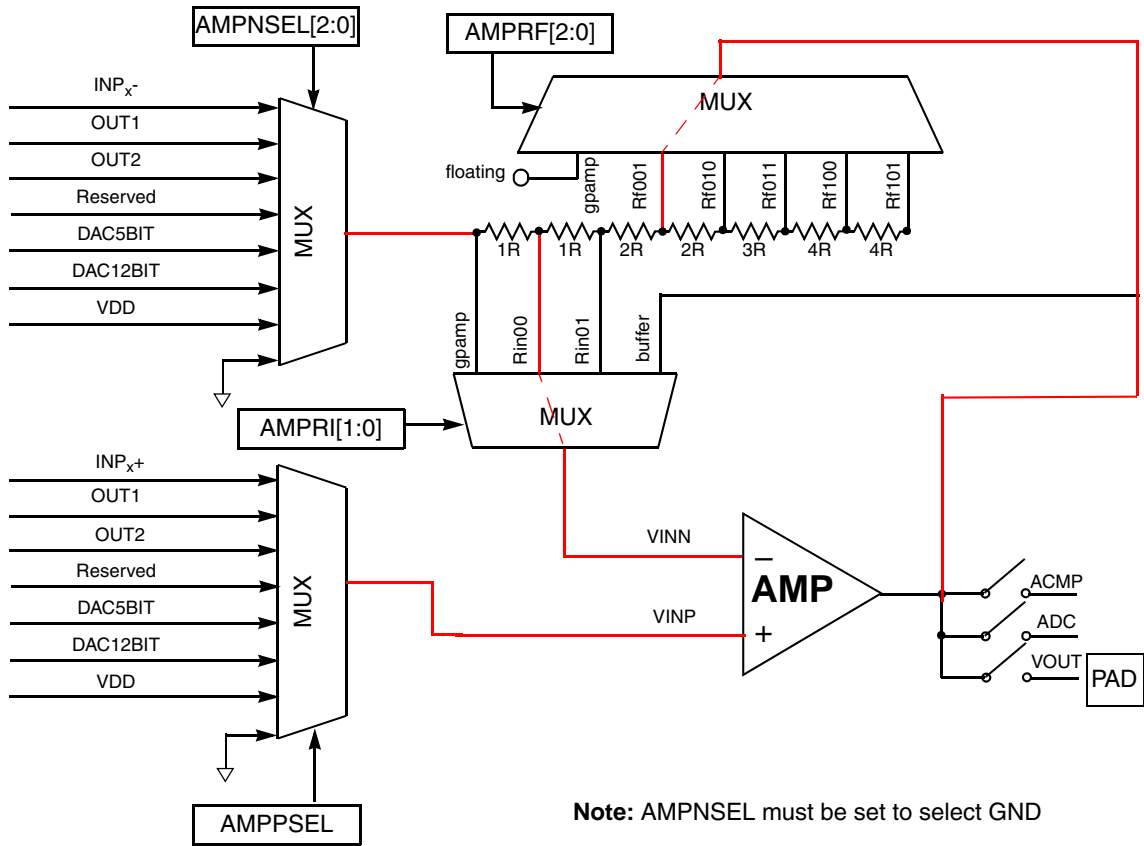 AMPNSEL[2:0]
AMPRF[2:0]
INPx-
OUT1
OUT2
Reserved
DAC5BIT
DAC12BIT
VDD
MUX
MUX
floating
gpamp
Rf001
Rf010
Rf011
Rf100
Rf101
1R
1R
2R
2R
3R
4R
4R
gpamp
Rin00
Rin01
buffer
MUX
AMPRI[1:0]
INPx+
OUT1
OUT2
Reserved
DAC5BIT
DAC12BIT
VDD
MUX
VINN
VINP
−
AMP
+
ACMP
ADC
VOUT
PAD
AMPPSEL
Note: AMPNSEL must be set to select GND